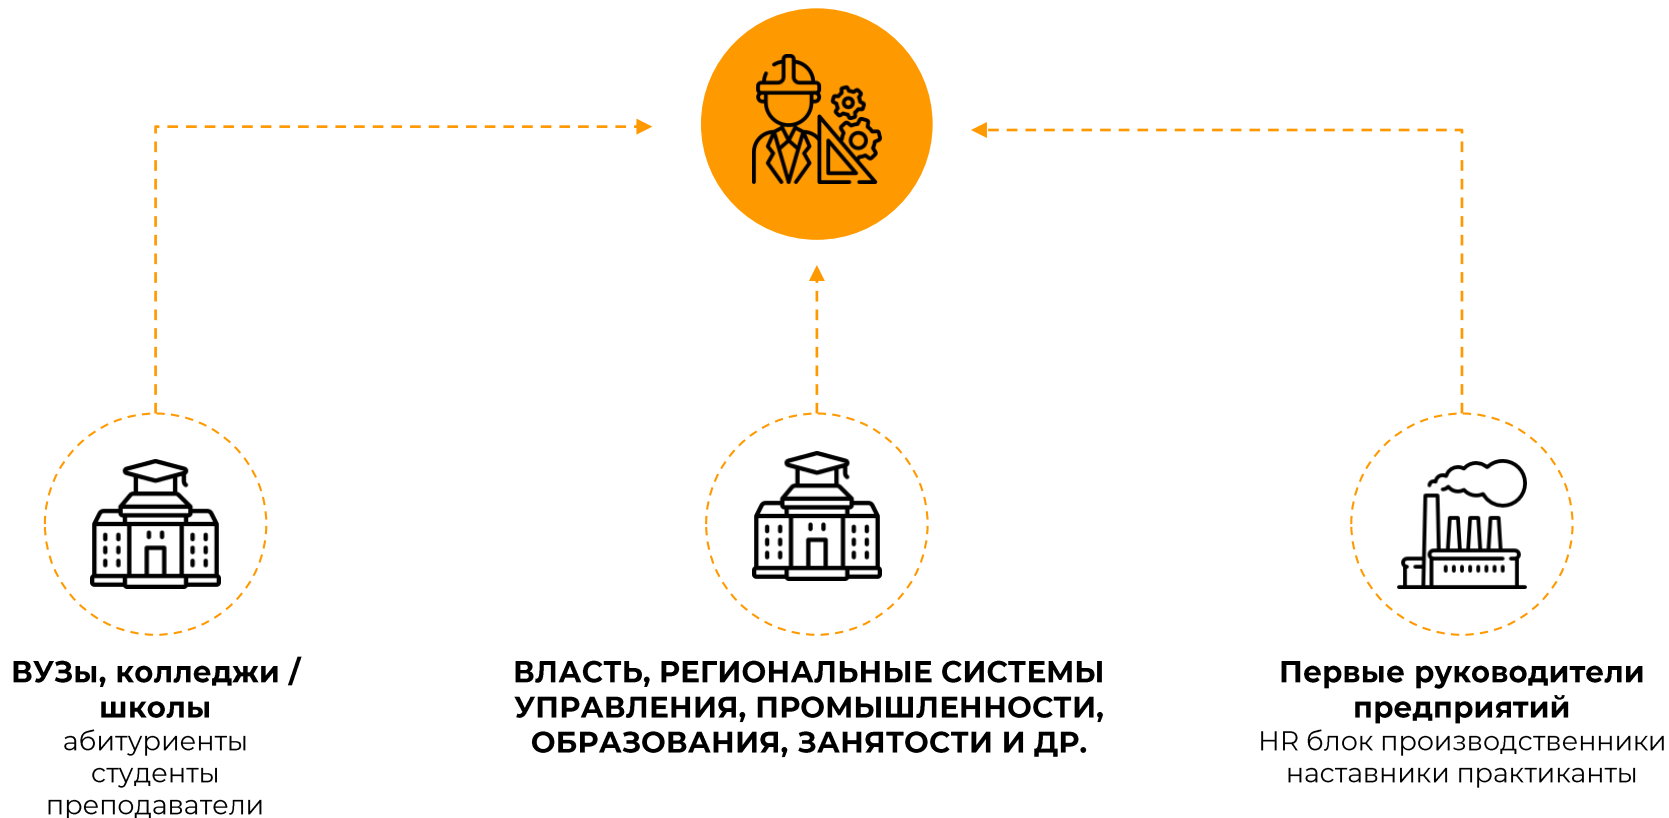 ВУЗы, колледжи /
школы
абитуриенты
студенты
преподаватели
ВЛАСТЬ, РЕГИОНАЛЬНЫЕ СИСТЕМЫ
УПРАВЛЕНИЯ, ПРОМЫШЛЕННОСТИ,
ОБРАЗОВАНИЯ, ЗАНЯТОСТИ И ДР.
Первые руководители
предприятий
HR блок производственники
наставники практиканты